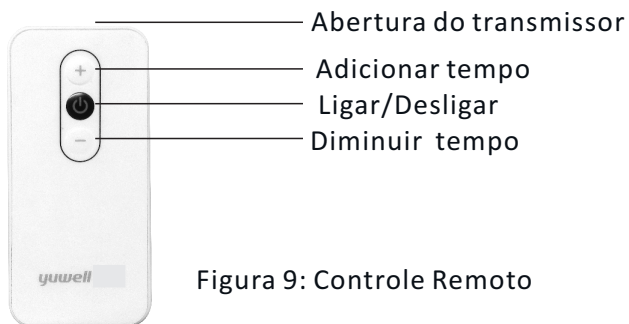 Abertura do transmissor
+
Adicionar tempo
Ligar/Desligar
−
Diminuir tempo
yuwell
Figura 9: Controle Remoto